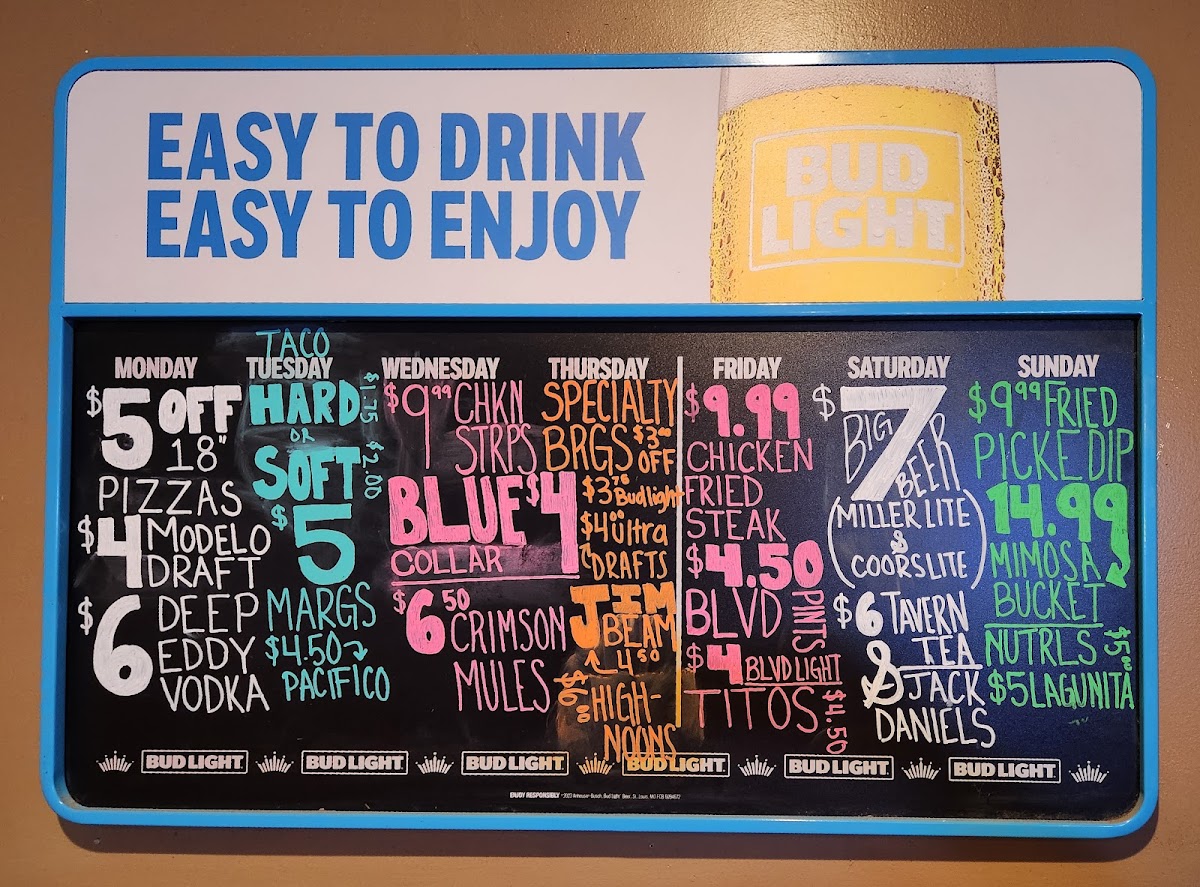 EASY TO DRINK
EASY TO ENJOY
BUD
LIGHT
MONDAY
$5 OFF
18"
PIZZAS
$4 MODELO
DRAFT
$6 DEEP
EDDY
VODKA
TACO
TUESDAY
HARD $1.75
OR
SOFT $2.00
$5
MARGS
$4.50
PACIFICO
WEDNESDAY
$9.99 CHKN
STRPS
BLUE $4
COLLAR
$6.50 CRIMSON
MULES
THURSDAY
SPECIALTY
BRGS $3.00
OFF
$3.75 Budlight
$4.00 Ultra
DRAFTS
JIM
BEAM
4.50
$6.00 HIGH-
NOONS
FRIDAY
$9.99
CHICKEN
FRIED
STEAK
$4.50
BLVD PINTS
$4 BLVD LIGHT
TITOS $4.50
SATURDAY
$7
BIG BEER
(MILLER LITE
&
COORS LITE)
$6 TAVERN
TEA
& JACK
DANIELS
SUNDAY
$9.99 FRIED
PICKE DIP
14.99
MIMOSA
BUCKET
NUTRLS $5.00
$5 LAGUNITA
BUD LIGHT BUD LIGHT BUD LIGHT BUD LIGHT BUD LIGHT BUD LIGHT
ENJOY RESPONSIBLY